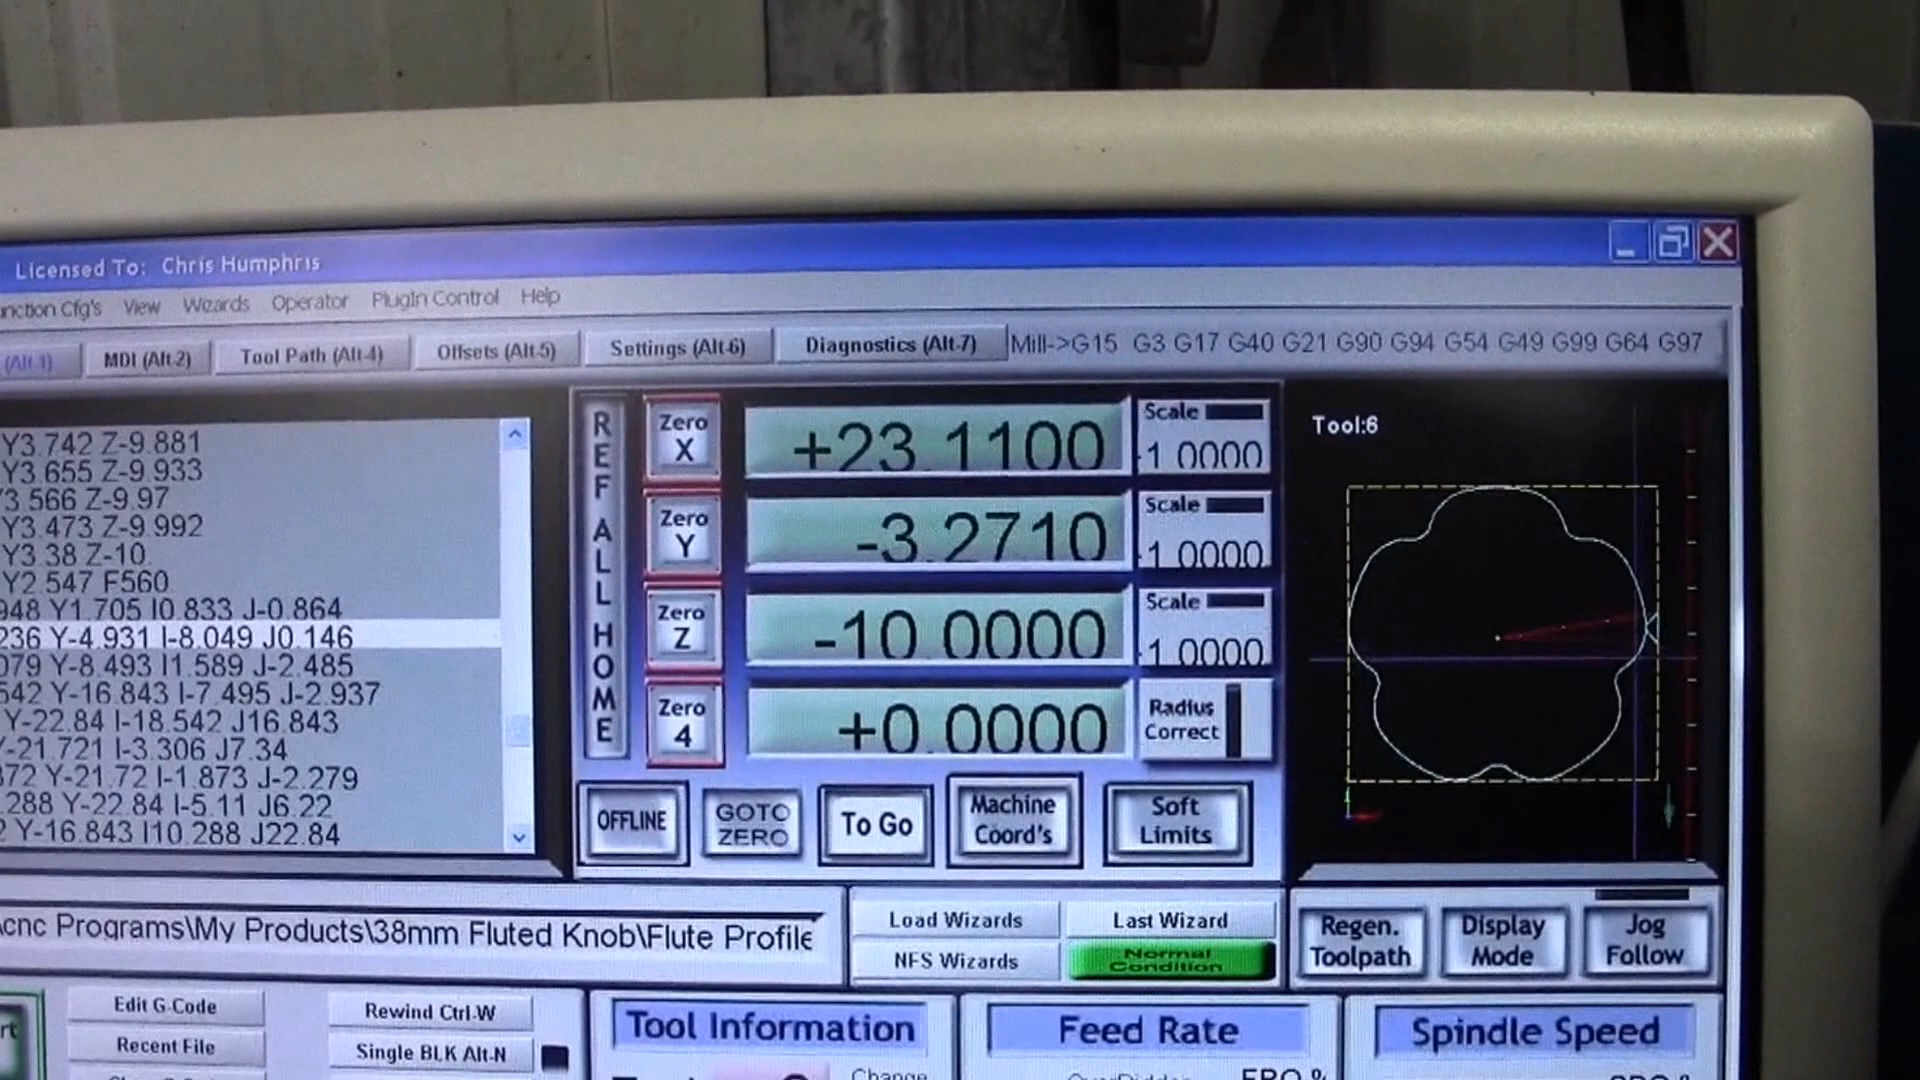 Licensed To: Chris Humphris
nction Cfg's View Wizards Operator PlugIn Control Help
(Alt-1) MDI (Alt-2) Tool Path (Alt-4) Offsets (Alt-5) Settings (Alt-6) Diagnostics (Alt-7) Mill->G15 G3 G17 G40 G21 G90 G94 G54 G49 G99 G64 G97
Y3.742 Z-9.881
Y3.655 Z-9.933
Y3.566 Z-9.97
Y3.473 Z-9.992
Y3.38 Z-10.
Y2.547 F560
948 Y1.705 I0.833 J-0.864
236 Y-4.931 I-8.049 J0.146
079 Y-8.493 I1.589 J-2.485
542 Y-16.843 I-7.495 J-2.937
Y-22.84 I-18.542 J16.843
Y-21.721 I-3.306 J7.34
372 Y-21.72 I-1.873 J-2.279
.288 Y-22.84 I-5.11 J6.22
2 Y-16.843 I10.288 J22.84
REF ALL HOME
Zero X +23.1100 Scale 1.0000
Zero Y -3.2710 Scale 1.0000
Zero Z -10.0000 Scale 1.0000
Zero 4 +0.0000 Radius Correct
OFFLINE GOTO ZERO To Go Machine Coord's Soft Limits
Tool:6
cnc Programs\My Products\38mm Fluted Knob\Flute Profile
Load Wizards Last Wizard
NFS Wizards Normal Condition
Regen. Toolpath Display Mode Jog Follow
Edit G-Code Rewind Ctrl-W
Recent File Single BLK Alt-N
Tool Information Feed Rate Spindle Speed
Change